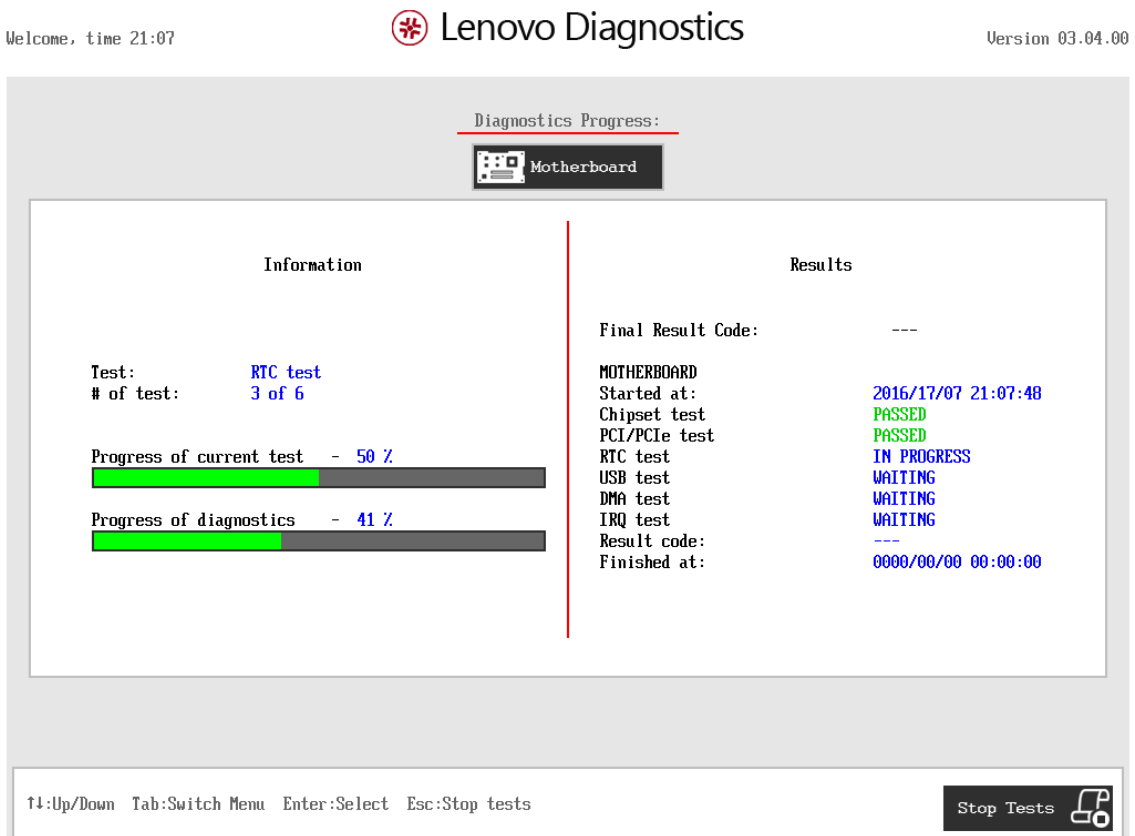 Welcome, time 21:07
Lenovo Diagnostics
Version 03.04.00
Diagnostics Progress:
Motherboard
Information
Test: RTC test
# of test: 3 of 6
Progress of current test - 50 %
Progress of diagnostics - 41 %
Results
Final Result Code: ---
MOTHERBOARD
Started at: 2016/17/07 21:07:48
Chipset test PASSED
PCI/PCIe test PASSED
RTC test IN PROGRESS
USB test WAITING
DMA test WAITING
IRQ test WAITING
Result code: ---
Finished at: 0000/00/00 00:00:00
↑↓:Up/Down Tab:Switch Menu Enter:Select Esc:Stop tests
Stop Tests